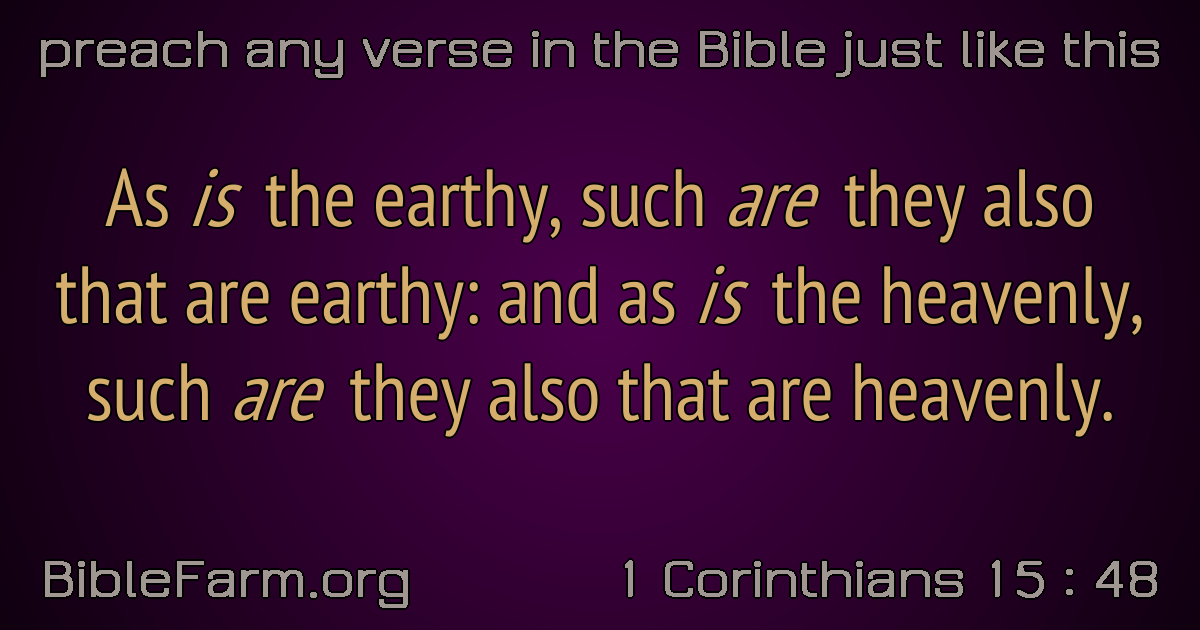 preach any verse in the Bible just like this
As is the earthy, such are they also
that are earthy: and as is the heavenly,
such are they also that are heavenly.
BibleFarm.org 1 Corinthians 15 : 48